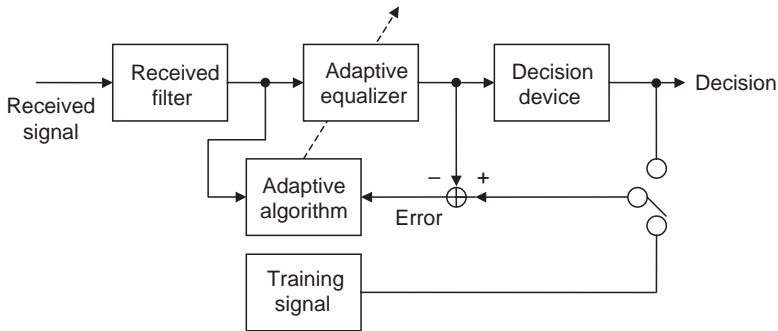 Received
filter
Adaptive
equalizer
Decision
device
Decision
Received
signal
Adaptive
algorithm
–
+
Error
Training
signal